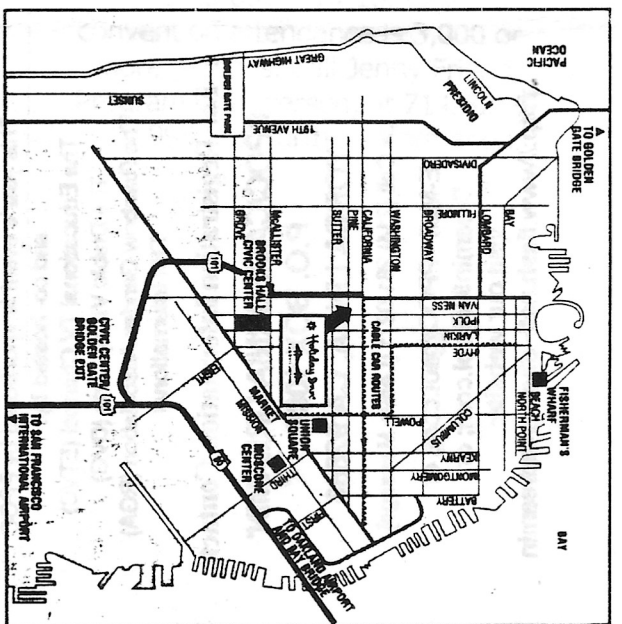 PACIFIC
OCEAN
TO GOLDEN
GATE BRIDGE
LINCOLN
PRESIDIO
GREAT HIGHWAY
GOLDEN GATE PARK
SUNSET
19TH AVENUE
DIVISADERO
FILLMORE
BAY
LOMBARD
BROADWAY
WASHINGTON
CALIFORNIA
PINE
SUTTER
McALLISTER
GROVE
BROOKS HALL
CIVIC CENTER
VAN NESS
POLK
LARKIN
HYDE
CABLE CAR ROUTES
Holiday Inn
FISHERMAN'S
WHARF
BEACH
NORTH POINT
BAY
COLUMBUS
POWELL
KEARNY
MONTGOMERY
BATTERY
UNION
SQUARE
MOSCONE
CENTER
MARKET
MISSION
EIGHT
THIRD
FIRST
101
CIVIC CENTER/
GOLDEN GATE
BRIDGE EXIT
101
80
TO OAKLAND AIRPORT
AND BAY BRIDGE
TO SAN FRANCISCO
INTERNATIONAL AIRPORT